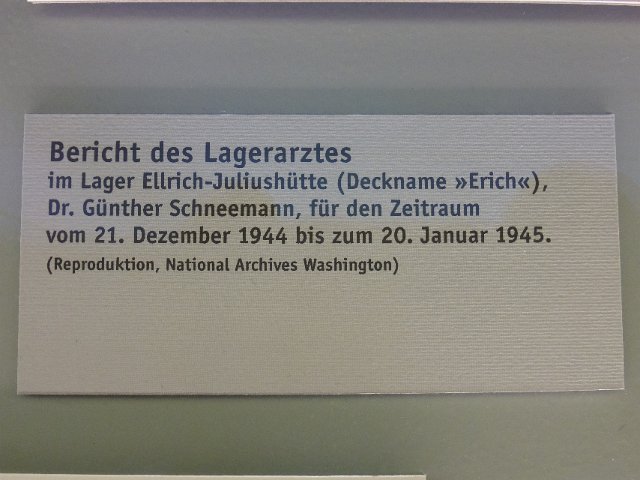 Bericht des Lagerarztes
im Lager Ellrich-Juliushütte (Deckname »Erich«),
Dr. Günther Schneemann, für den Zeitraum
vom 21. Dezember 1944 bis zum 20. Januar 1945.
(Reproduktion, National Archives Washington)